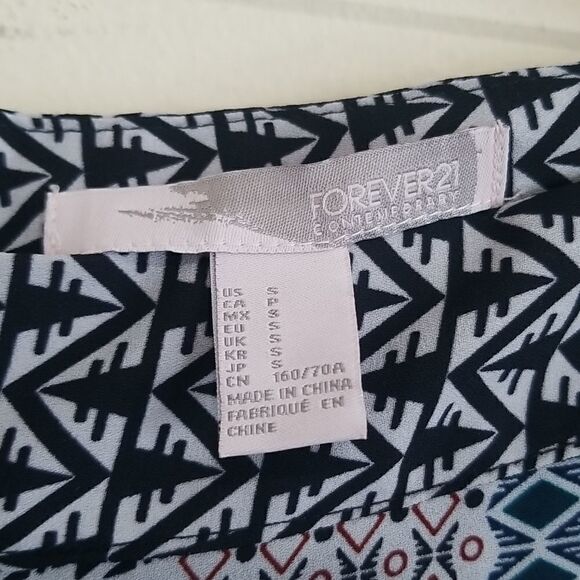 FOREVER21
CONTEMPORARY
US S
CA P
MX S
EU S
UK S
KR S
JP S
CN 160/70A
MADE IN CHINA
FABRIQUÉ EN
CHINE